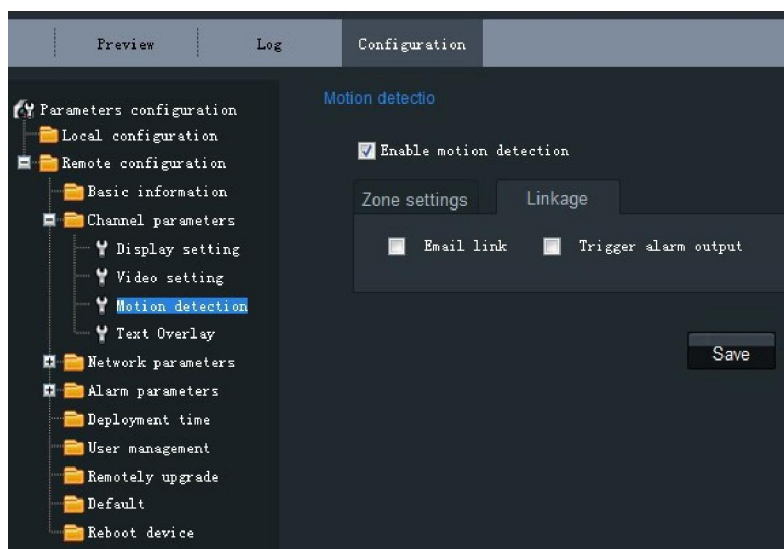 Preview Log Configuration
Parameters configuration
Local configuration
Remote configuration
Basic information
Channel parameters
Display setting
Video setting
Motion detection
Text Overlay
Network parameters
Alarm parameters
Deployment time
User management
Remotely upgrade
Default
Reboot device
Motion detectio
Enable motion detection
Zone settings Linkage
Email link Trigger alarm output
Save